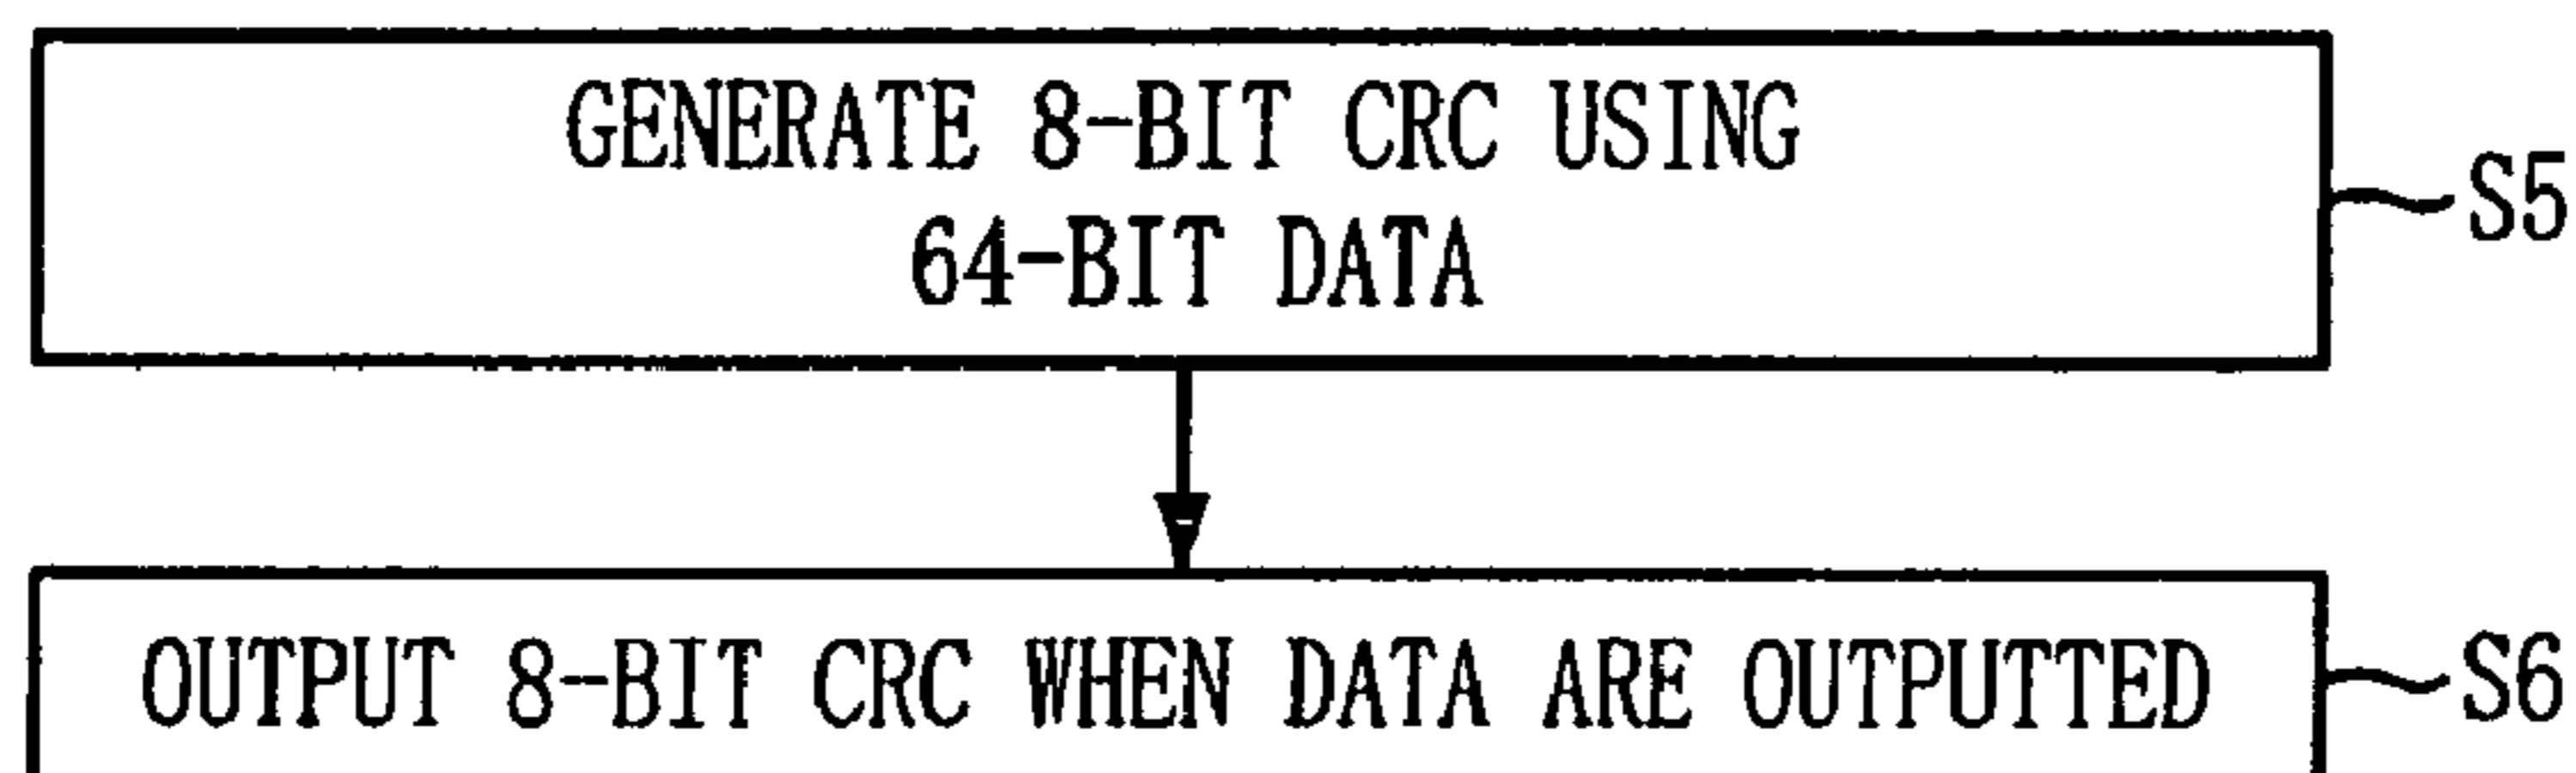 GENERATE 8-BIT CRC USING
64-BIT DATA
S5
OUTPUT 8-BIT CRC WHEN DATA ARE OUTPUTTED
S6